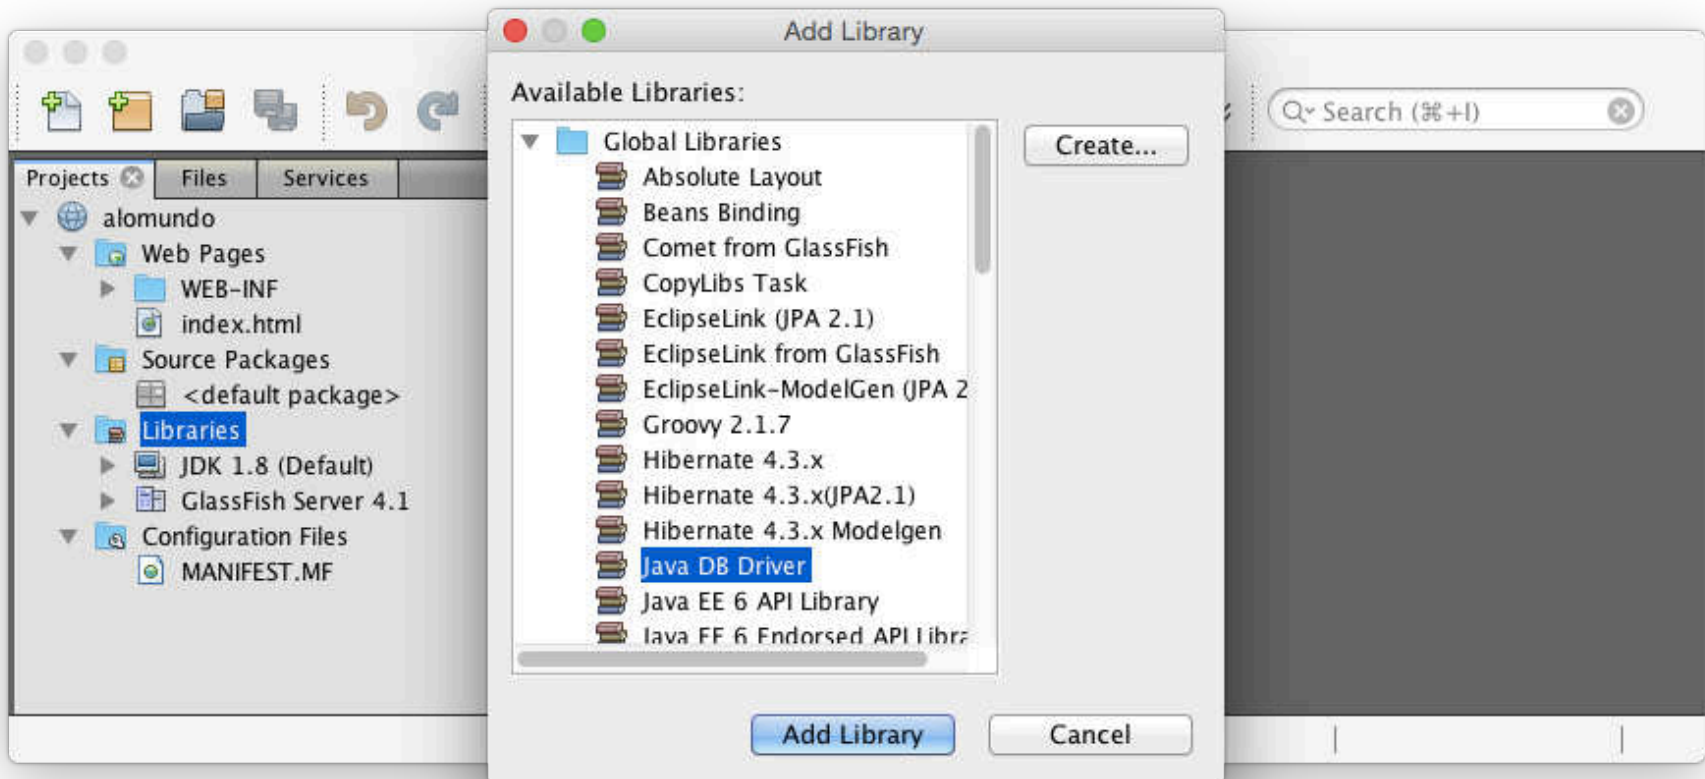 Add Library
Search (⌘+I)
Projects
Files
Services
alomundo
Web Pages
WEB-INF
index.html
Source Packages
<default package>
Libraries
JDK 1.8 (Default)
GlassFish Server 4.1
Configuration Files
MANIFEST.MF
Available Libraries:
Create...
Global Libraries
Absolute Layout
Beans Binding
Comet from GlassFish
CopyLibs Task
EclipseLink (JPA 2.1)
EclipseLink from GlassFish
EclipseLink-ModelGen (JPA 2
Groovy 2.1.7
Hibernate 4.3.x
Hibernate 4.3.x(JPA2.1)
Hibernate 4.3.x Modelgen
Java DB Driver
Java EE 6 API Library
Java EE 6 Endorsed API Libra
Add Library
Cancel